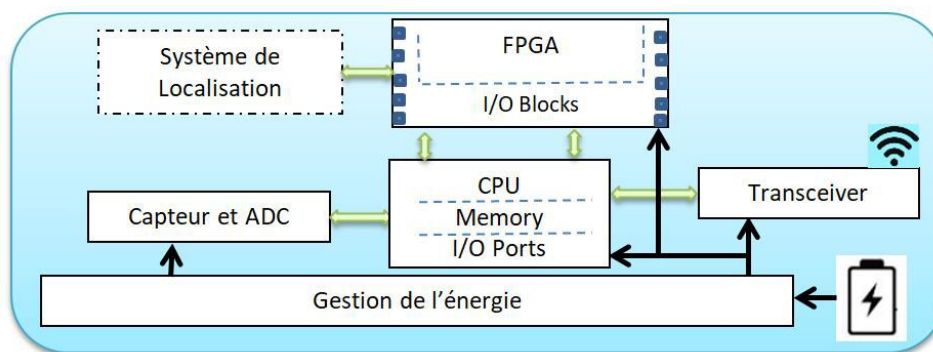 Système de
Localisation
FPGA
I/O Blocks
CPU
Memory
I/O Ports
Capteur et ADC
Transceiver
Gestion de l’énergie